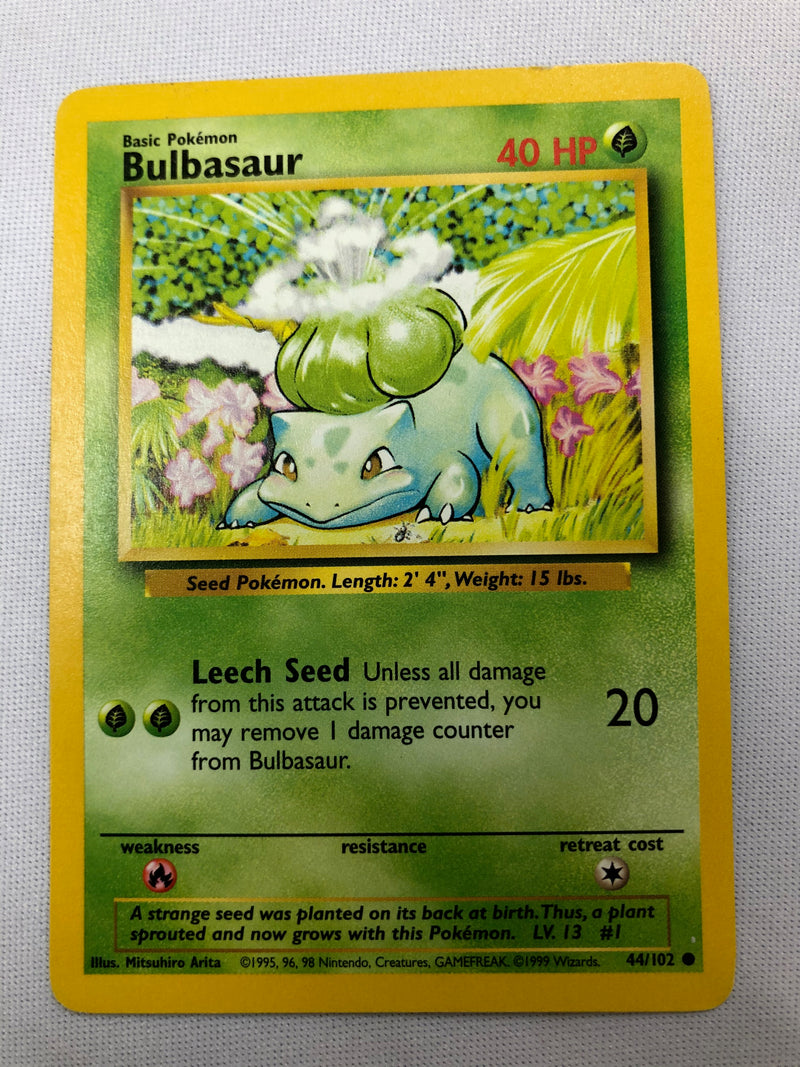 Basic Pokémon
Bulbasaur
40 HP
Seed Pokémon. Length: 2' 4", Weight: 15 lbs.
Leech Seed Unless all damage
from this attack is prevented, you
may remove 1 damage counter
from Bulbasaur.
20
weakness resistance retreat cost
A strange seed was planted on its back at birth. Thus, a plant
sprouted and now grows with this Pokémon. LV. 13 #1
Illus. Mitsuhiro Arita ©1995, 96, 98 Nintendo, Creatures, GAMEFREAK. ©1999 Wizards. 44/102